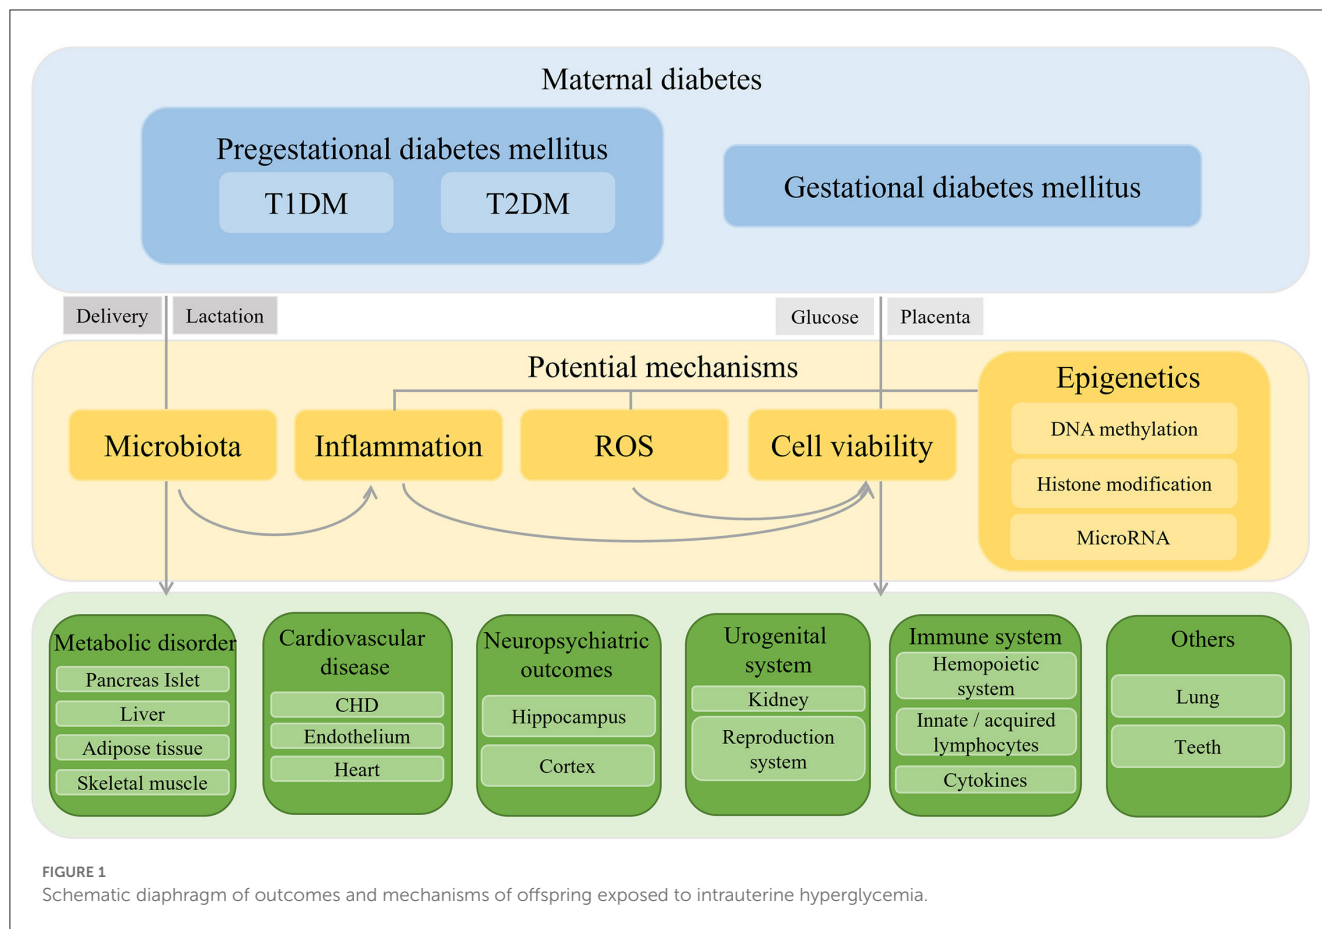 Maternal diabetes
Pregestational diabetes mellitus
T1DM
T2DM
Gestational diabetes mellitus
Delivery
Lactation
Glucose
Placenta
Potential mechanisms
Microbiota
Inflammation
ROS
Cell viability
Epigenetics
DNA methylation
Histone modification
MicroRNA
Metabolic disorder
Pancreas Islet
Liver
Adipose tissue
Skeletal muscle
Cardiovascular
disease
CHD
Endothelium
Heart
Neuropsychiatric
outcomes
Hippocampus
Cortex
Urogenital
system
Kidney
Reproduction
system
Immune system
Hemopoietic
system
Innate / acquired
lymphocytes
Cytokines
Others
Lung
Teeth
FIGURE 1
Schematic diaphragm of outcomes and mechanisms of offspring exposed to intrauterine hyperglycemia.